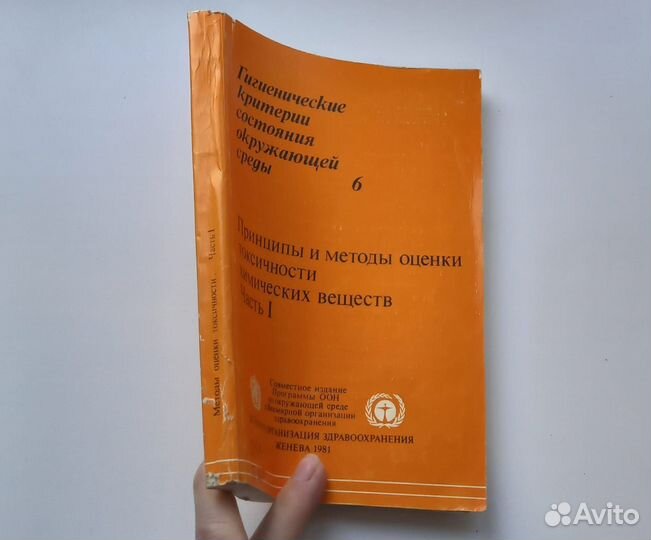 Гигиенические
критерии
состояния
окружающей
среды
6
Принципы и методы оценки
токсичности
химических веществ
Часть I
Методы оценки токсичности... Часть I
Совместное издание
Программы ООН
по окружающей среде
и Всемирной организации
здравоохранения
ОРГАНИЗАЦИЯ ЗДРАВООХРАНЕНИЯ
ЖЕНЕВА 1981
Avito